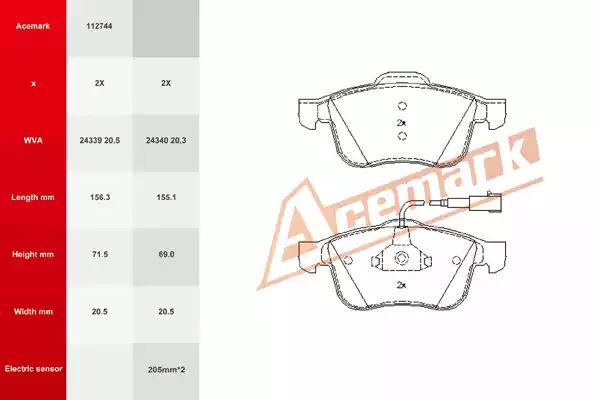 Acemark 112744
x 2X 2X
WVA 24339 20,5 24340 20,3
Length mm 156.3 155.1
Height mm 71.5 69.0
Width mm 20.5 20.5
Electric sensor 205mm*2
2x
Acemark
2x